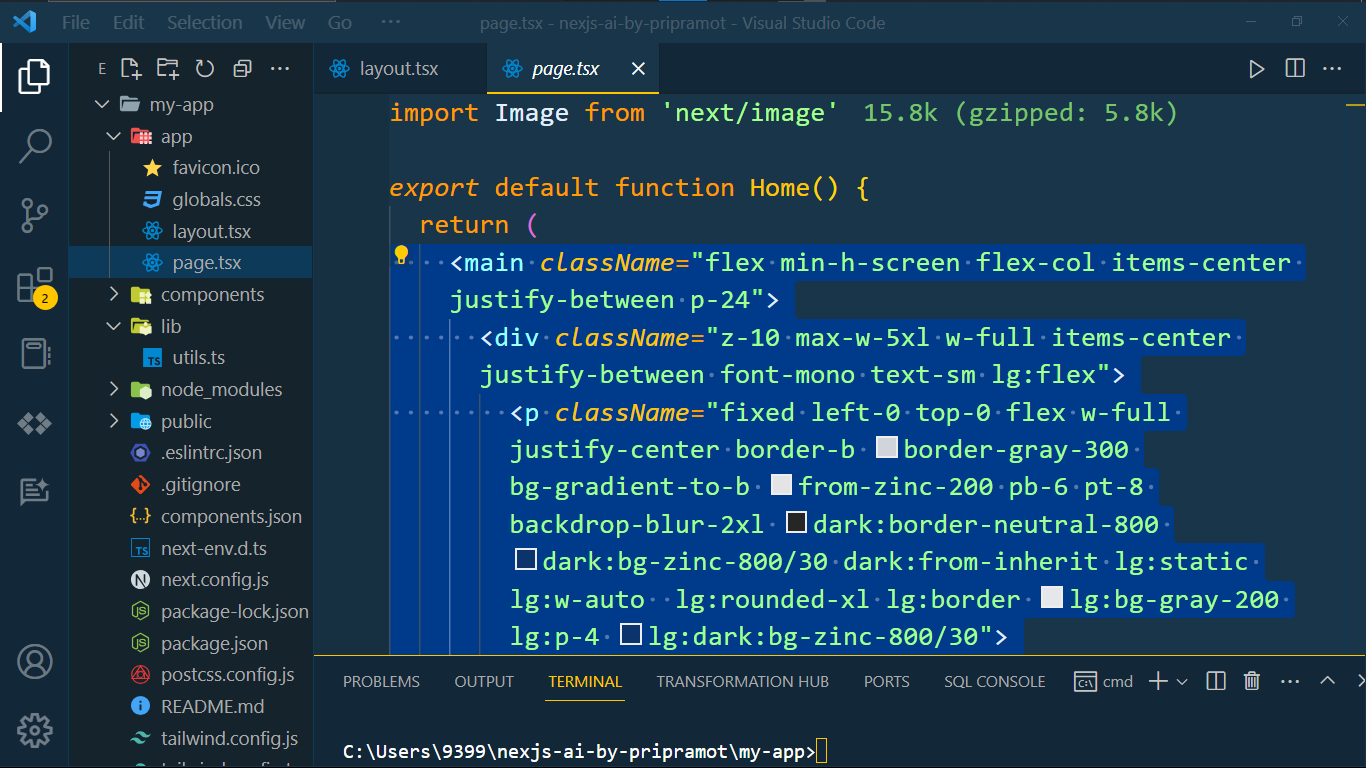 File Edit Selection View Go ··· page.tsx - nexjs-ai-by-pripramot - Visual Studio Code
E
layout.tsx
page.tsx
my-app
app
favicon.ico
globals.css
layout.tsx
page.tsx
components
lib
TS utils.ts
node_modules
public
.eslintrc.json
.gitignore
components.json
TS next-env.d.ts
N next.config.js
package-lock.json
package.json
postcss.config.js
README.md
tailwind.config.js
2
import Image from 'next/image' 15.8k (gzipped: 5.8k)
export default function Home() {
return (
<main className="flex min-h-screen flex-col items-center
justify-between p-24">
<div className="z-10 max-w-5xl w-full items-center
justify-between font-mono text-sm lg:flex">
<p className="fixed left-0 top-0 flex w-full
justify-center border-b border-gray-300
bg-gradient-to-b from-zinc-200 pb-6 pt-8
backdrop-blur-2xl dark:border-neutral-800
dark:bg-zinc-800/30 dark:from-inherit lg:static
lg:w-auto  lg:rounded-xl lg:border lg:bg-gray-200
lg:p-4 lg:dark:bg-zinc-800/30">
PROBLEMS OUTPUT TERMINAL TRANSFORMATION HUB PORTS SQL CONSOLE cmd
C:\Users\9399\nexjs-ai-by-pripramot\my-app>